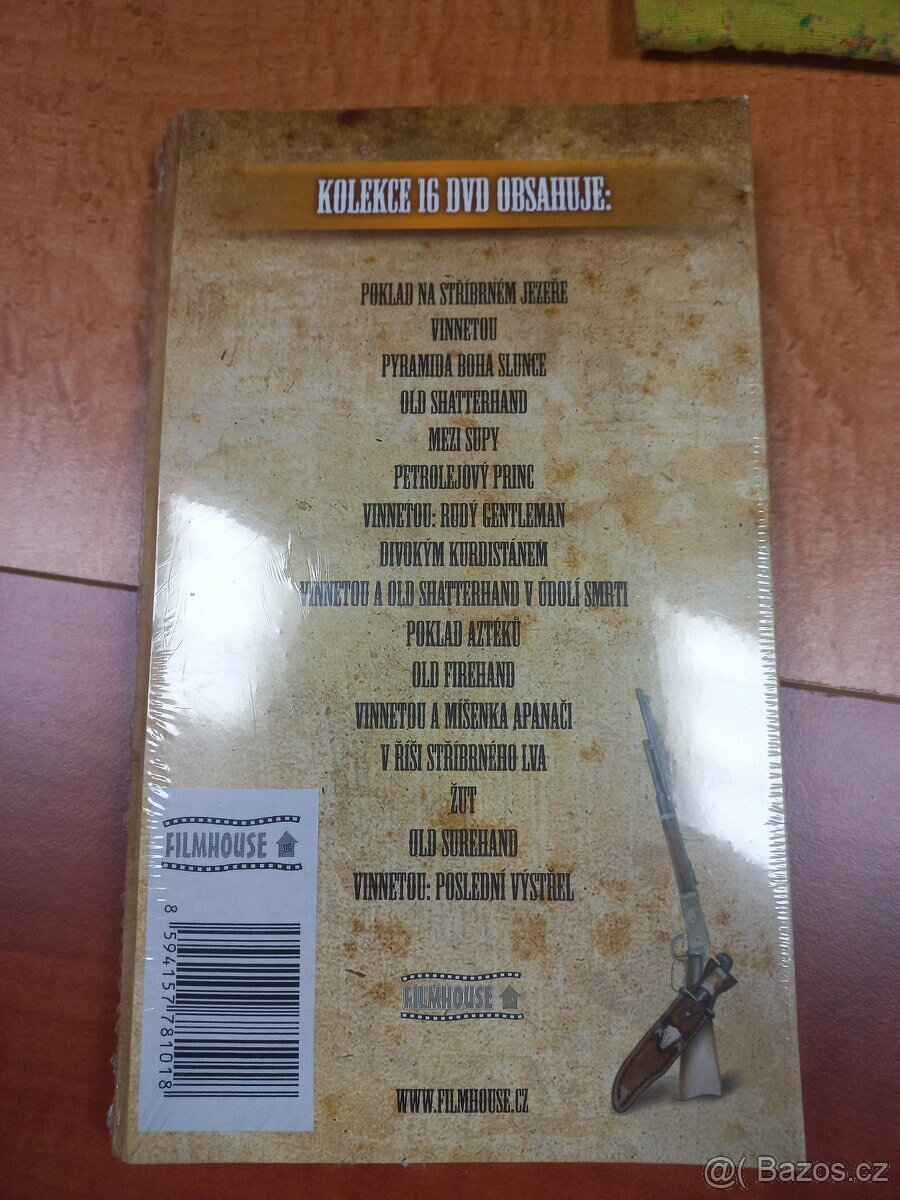 KOLEKCE 16 DVD OBSAHUJE:
POKLAD NA STŘÍBRNÉM JEZEŘE
VINNETOU
PYRAMIDA BOHA SLUNCE
OLD SHATTERHAND
MEZI SUPY
PETROLEJOVÝ PRINC
VINNETOU: RUDÝ GENTLEMAN
DIVOKÝM KURDISTÁNEM
VINNETOU A OLD SHATTERHAND V ÚDOLÍ SMRTI
POKLAD AZTÉKŮ
OLD FIREHAND
VINNETOU A MÍŠENKA APANAČI
V ŘÍŠI STŘÍBRNÉHO LVA
ŽUT
OLD SUREHAND
VINNETOU: POSLEDNÍ VÝSTŘEL
FILMHOUSE
8 594157 781018
FILMHOUSE
WWW.FILMHOUSE.CZ
@( Bazos.cz